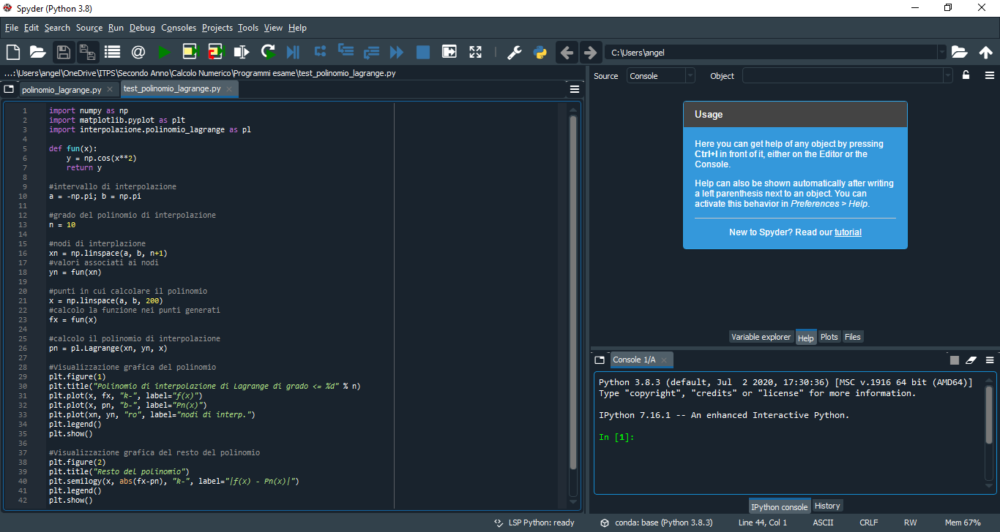 Spyder (Python 3.8)
File Edit Search Source Run Debug Consoles Projects Tools View Help
C:\Users\angel
...:\Users\angel\OneDrive\ITPS\Secondo Anno\Calcolo Numerico\Programmi esame\test_polinomio_lagrange.py
polinomio_lagrange.py
test_polinomio_lagrange.py
1 import numpy as np
2 import matplotlib.pyplot as plt
3 import interpolazione.polinomio_lagrange as pl
4
5 def fun(x):
6 y = np.cos(x**2)
7 return y
8
9 #intervallo di interpolazione
10 a = -np.pi; b = np.pi
11
12 #grado del polinomio di interpolazione
13 n = 10
14
15 #nodi di interplazione
16 xn = np.linspace(a, b, n+1)
17 #valori associati ai nodi
18 yn = fun(xn)
19
20 #punti in cui calcolare il polinomio
21 x = np.linspace(a, b, 200)
22 #calcolo la funzione nei punti generati
23 fx = fun(x)
24
25 #calcolo il polinomio di interpolazione
26 pn = pl.Lagrange(xn, yn, x)
27
28 #Visualizzazione grafica del polinomio
29 plt.figure(1)
30 plt.title("Polinomio di interpolazione di Lagrange di grado <= %d" % n)
31 plt.plot(x, fx, "k-", label="f(x)")
32 plt.plot(x, pn, "b-", label="Pn(x)")
33 plt.plot(xn, yn, "ro", label="nodi di interp.")
34 plt.legend()
35 plt.show()
36
37 #Visualizzazione grafica del resto del polinomio
38 plt.figure(2)
39 plt.title("Resto del polinomio")
40 plt.semilogy(x, abs(fx-pn), "k-", label="|f(x) - Pn(x)|")
41 plt.legend()
42 plt.show()
Source Console Object
Usage
Here you can get help of any object by pressing
Ctrl+I in front of it, either on the Editor or the
Console.
Help can also be shown automatically after writing
a left parenthesis next to an object. You can
activate this behavior in Preferences > Help.
New to Spyder? Read our tutorial
Variable explorer Help Plots Files
Console 1/A
Python 3.8.3 (default, Jul  2 2020, 17:30:36) [MSC v.1916 64 bit (AMD64)]
Type "copyright", "credits" or "license" for more information.
IPython 7.16.1 -- An enhanced Interactive Python.
In [1]:
IPython console History
LSP Python: ready conda: base (Python 3.8.3) Line 44, Col 1 ASCII CRLF RW Mem 67%